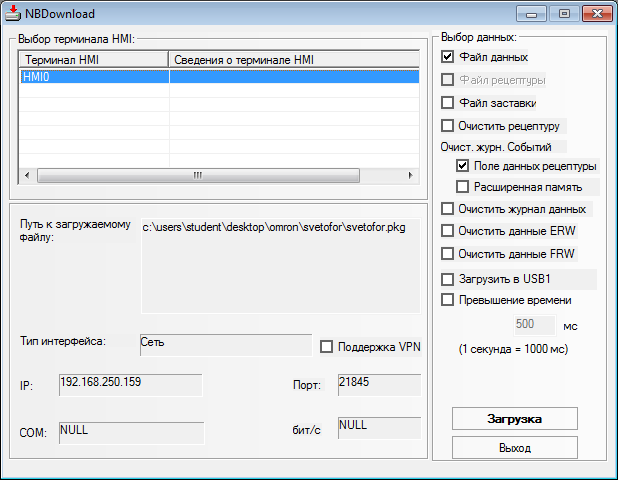 NBDownload
Выбор терминала HMI:
Терминал HMI
Сведения о терминале HMI
HMI0
Путь к загружаемому
файлу:
c:\users\student\desktop\omron\svetofor\svetofor.pkg
Тип интерфейса:
Сеть
Поддержка VPN
IP:
192.168.250.159
Порт:
21845
COM:
NULL
бит/с
NULL
Выбор данных:
Файл данных
Файл рецептуры
Файл заставки
Очистить рецептуру
Очист. журн. Событий
Поле данных рецептуры
Расширенная память
Очистить журнал данных
Очистить данные ERW
Очистить данные FRW
Загрузить в USB1
Превышение времени
500 мс
(1 секунда = 1000 мс)
Загрузка
Выход